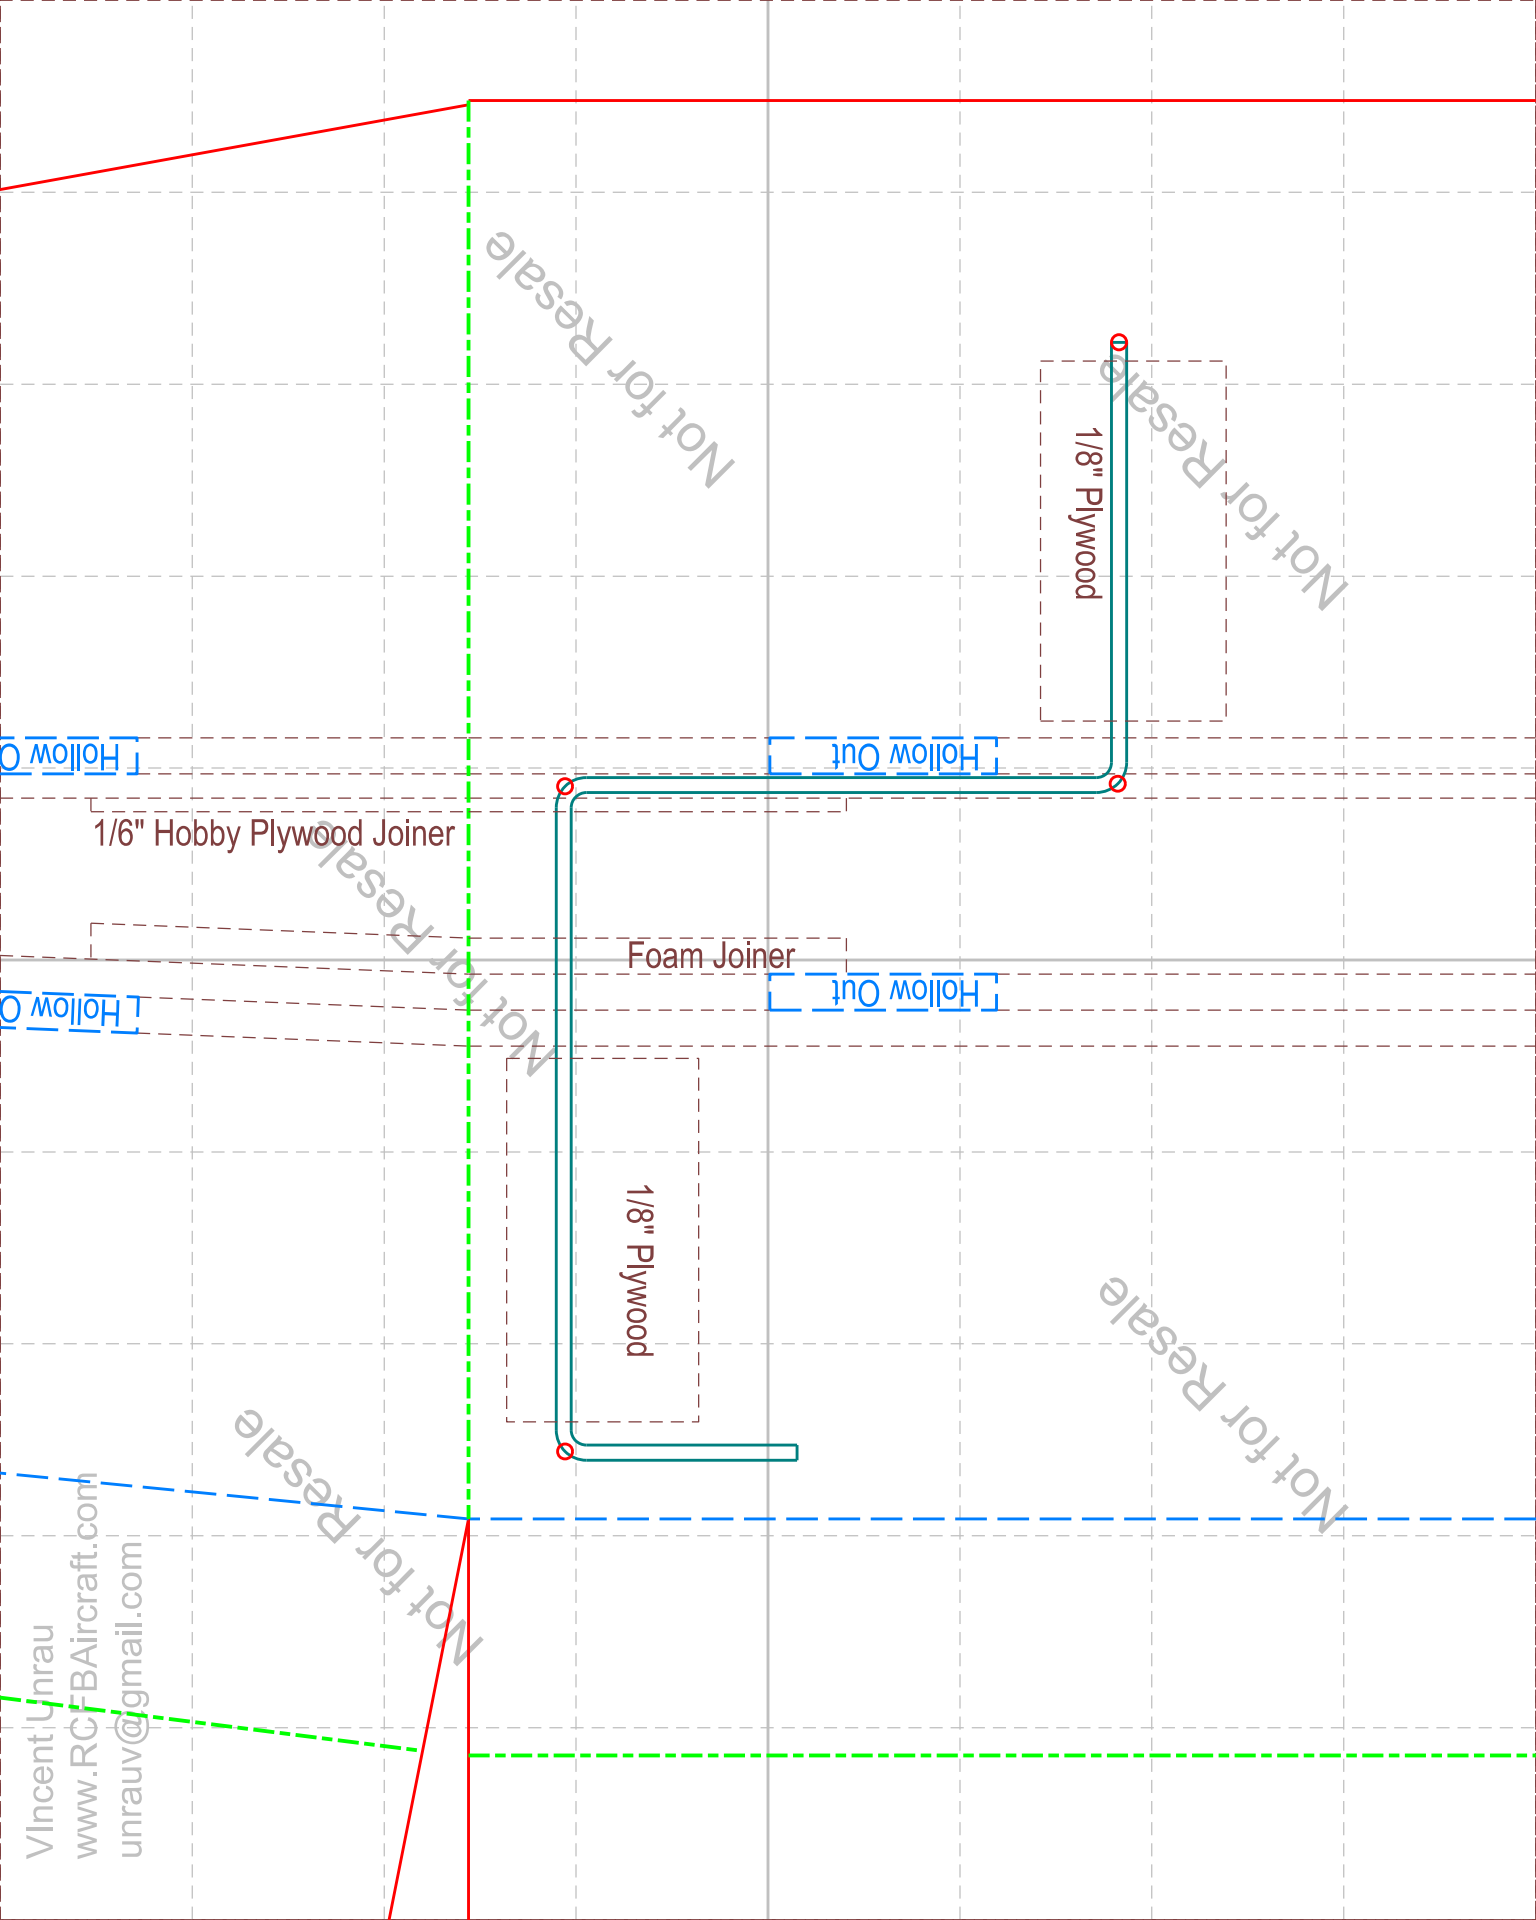 Not for Resale
Not for Resale
1/8" Plywood
Hollow O
Hollow Out
1/6" Hobby Plywood Joiner
Not for Resale
Foam Joiner
Hollow O
Hollow Out
1/8" Plywood
Not for Resale
Not for Resale
VIncent Unrau
www.RCFBAircraft.com
unrauv@gmail.com